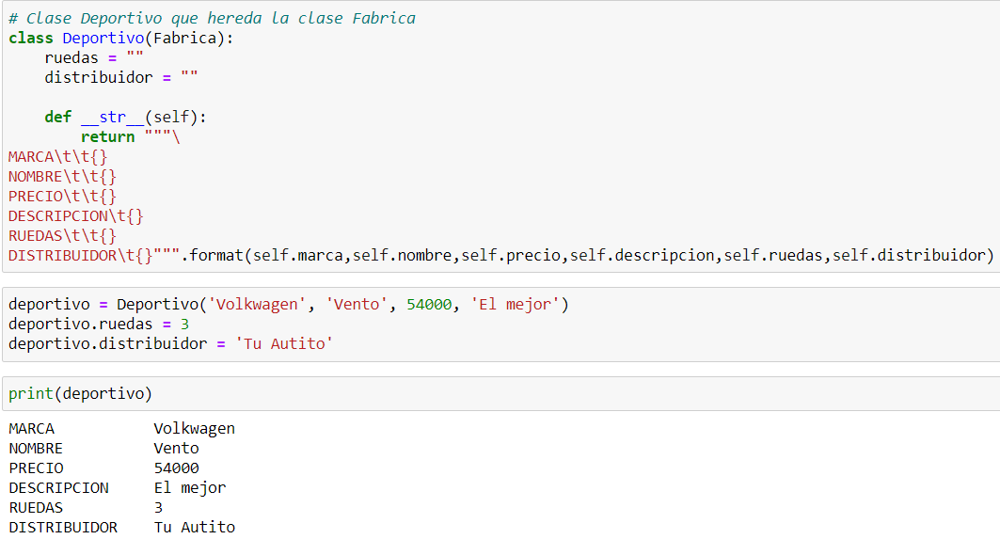 # Clase Deportivo que hereda la clase Fabrica
class Deportivo(Fabrica):
    ruedas = ""
    distribuidor = ""
    def __str__(self):
        return """\
MARCA\t\t{}
NOMBRE\t\t{}
PRECIO\t\t{}
DESCRIPCION\t{}
RUEDAS\t\t{}
DISTRIBUIDOR\t{}""".format(self.marca,self.nombre,self.precio,self.descripcion,self.ruedas,self.distribuidor)
deportivo = Deportivo('Volkwagen', 'Vento', 54000, 'El mejor')
deportivo.ruedas = 3
deportivo.distribuidor = 'Tu Autito'
print(deportivo)
MARCA           Volkwagen
NOMBRE          Vento
PRECIO          54000
DESCRIPCION     El mejor
RUEDAS          3
DISTRIBUIDOR    Tu Autito